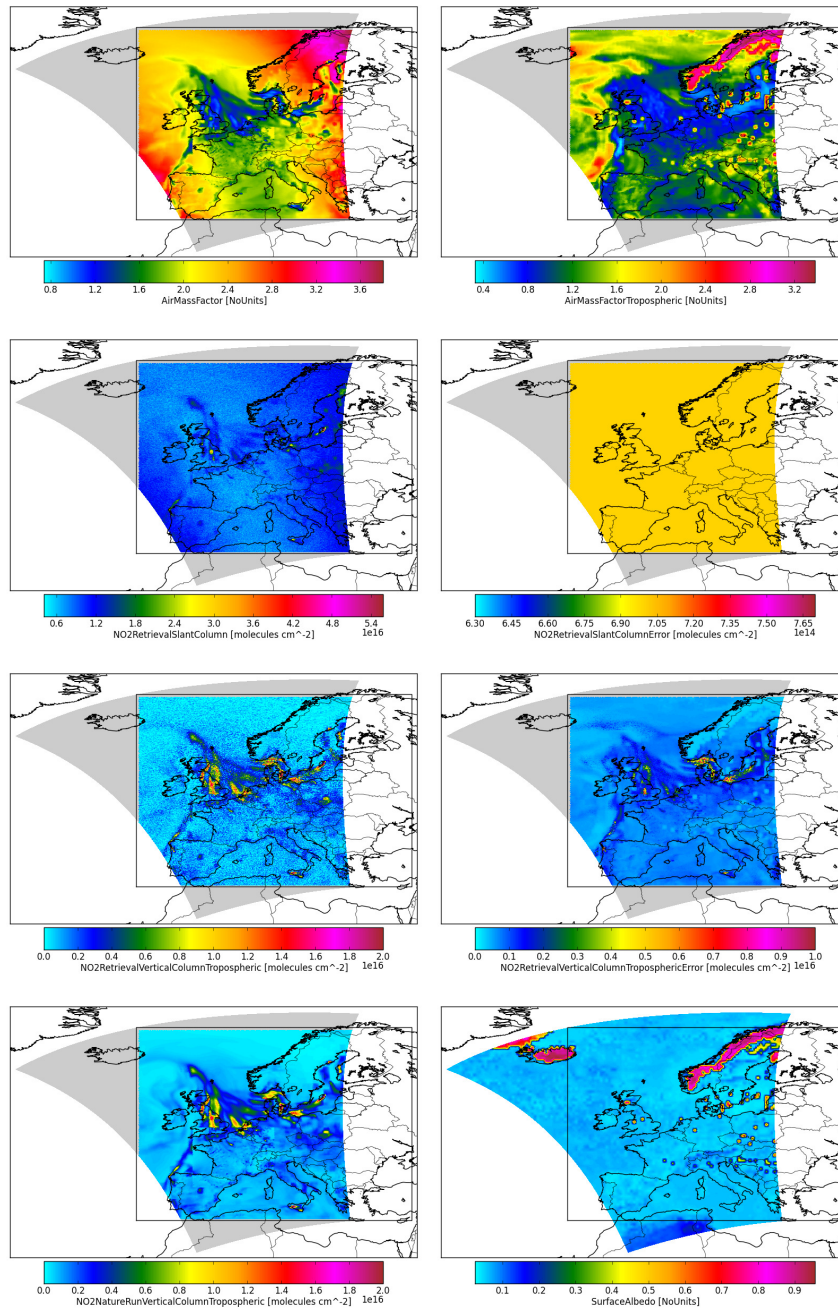 0.8 1.2 1.6 2.0 2.4 2.8 3.2 3.6
AirMassFactor [NoUnits]
0.4 0.8 1.2 1.6 2.0 2.4 2.8 3.2
AirMassFactorTropospheric [NoUnits]
0.6 1.2 1.8 2.4 3.0 3.6 4.2 4.8 5.4
NO2RetrievalSlantColumn [molecules cm^-2]
1e16
6.30 6.45 6.60 6.75 6.90 7.05 7.20 7.35 7.50 7.65
NO2RetrievalSlantColumnError [molecules cm^-2]
1e14
0.0 0.2 0.4 0.6 0.8 1.0 1.2 1.4 1.6 1.8 2.0
NO2RetrievalVerticalColumnTropospheric [molecules cm^-2]
1e16
0.0 0.1 0.2 0.3 0.4 0.5 0.6 0.7 0.8 0.9 1.0
NO2RetrievalVerticalColumnTroposphericError [molecules cm^-2]
1e16
0.0 0.2 0.4 0.6 0.8 1.0 1.2 1.4 1.6 1.8 2.0
NO2NatureRunVerticalColumnTropospheric [molecules cm^-2]
1e16
0.1 0.2 0.3 0.4 0.5 0.6 0.7 0.8 0.9
SurfaceAlbedo [NoUnits]